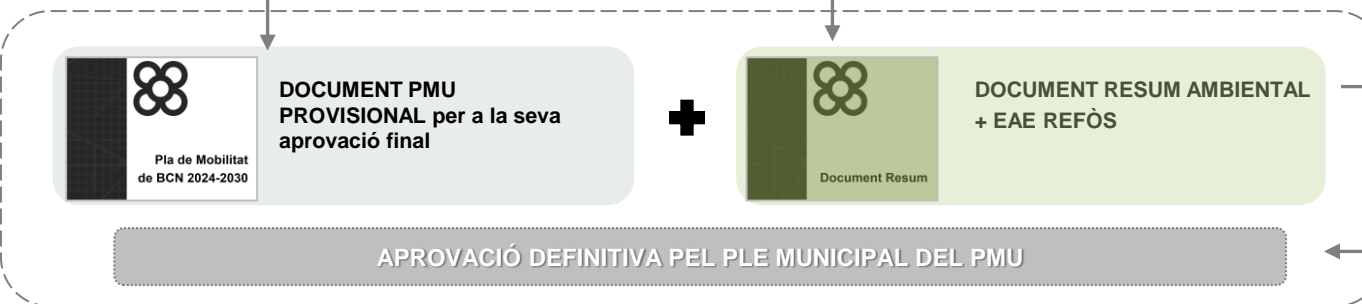 DOCUMENT PMU
PROVISIONAL per a la seva
aprovació final
Pla de Mobilitat
de BCN 2024-2030
DOCUMENT RESUM AMBIENTAL
+ EAE REFÒS
Document Resum
APROVACIÓ DEFINITIVA PEL PLE MUNICIPAL DEL PMU